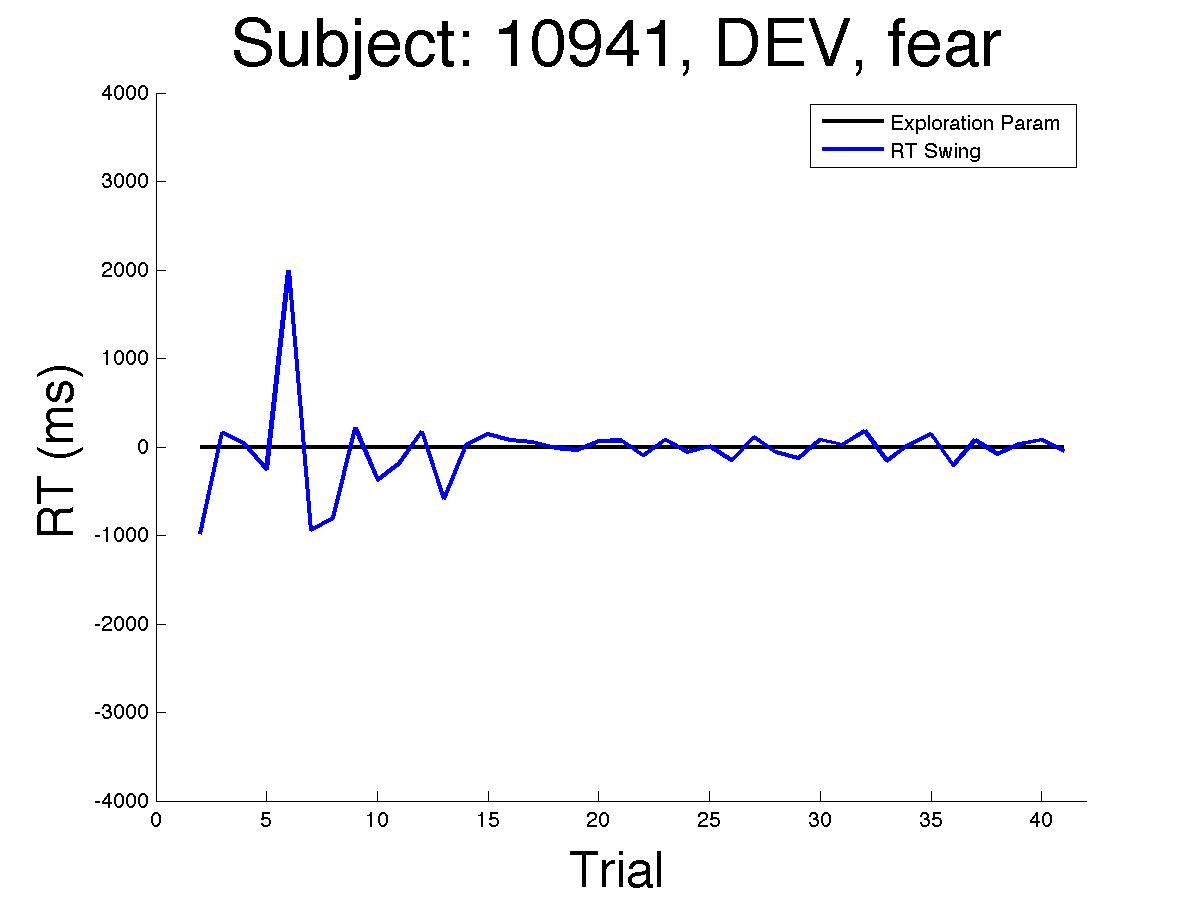 Subject: 10941, DEV, fear
4000
3000
2000
1000
0
-1000
-2000
-3000
-4000
RT (ms)
Exploration Param
RT Swing
0 5 10 15 20 25 30 35 40
Trial